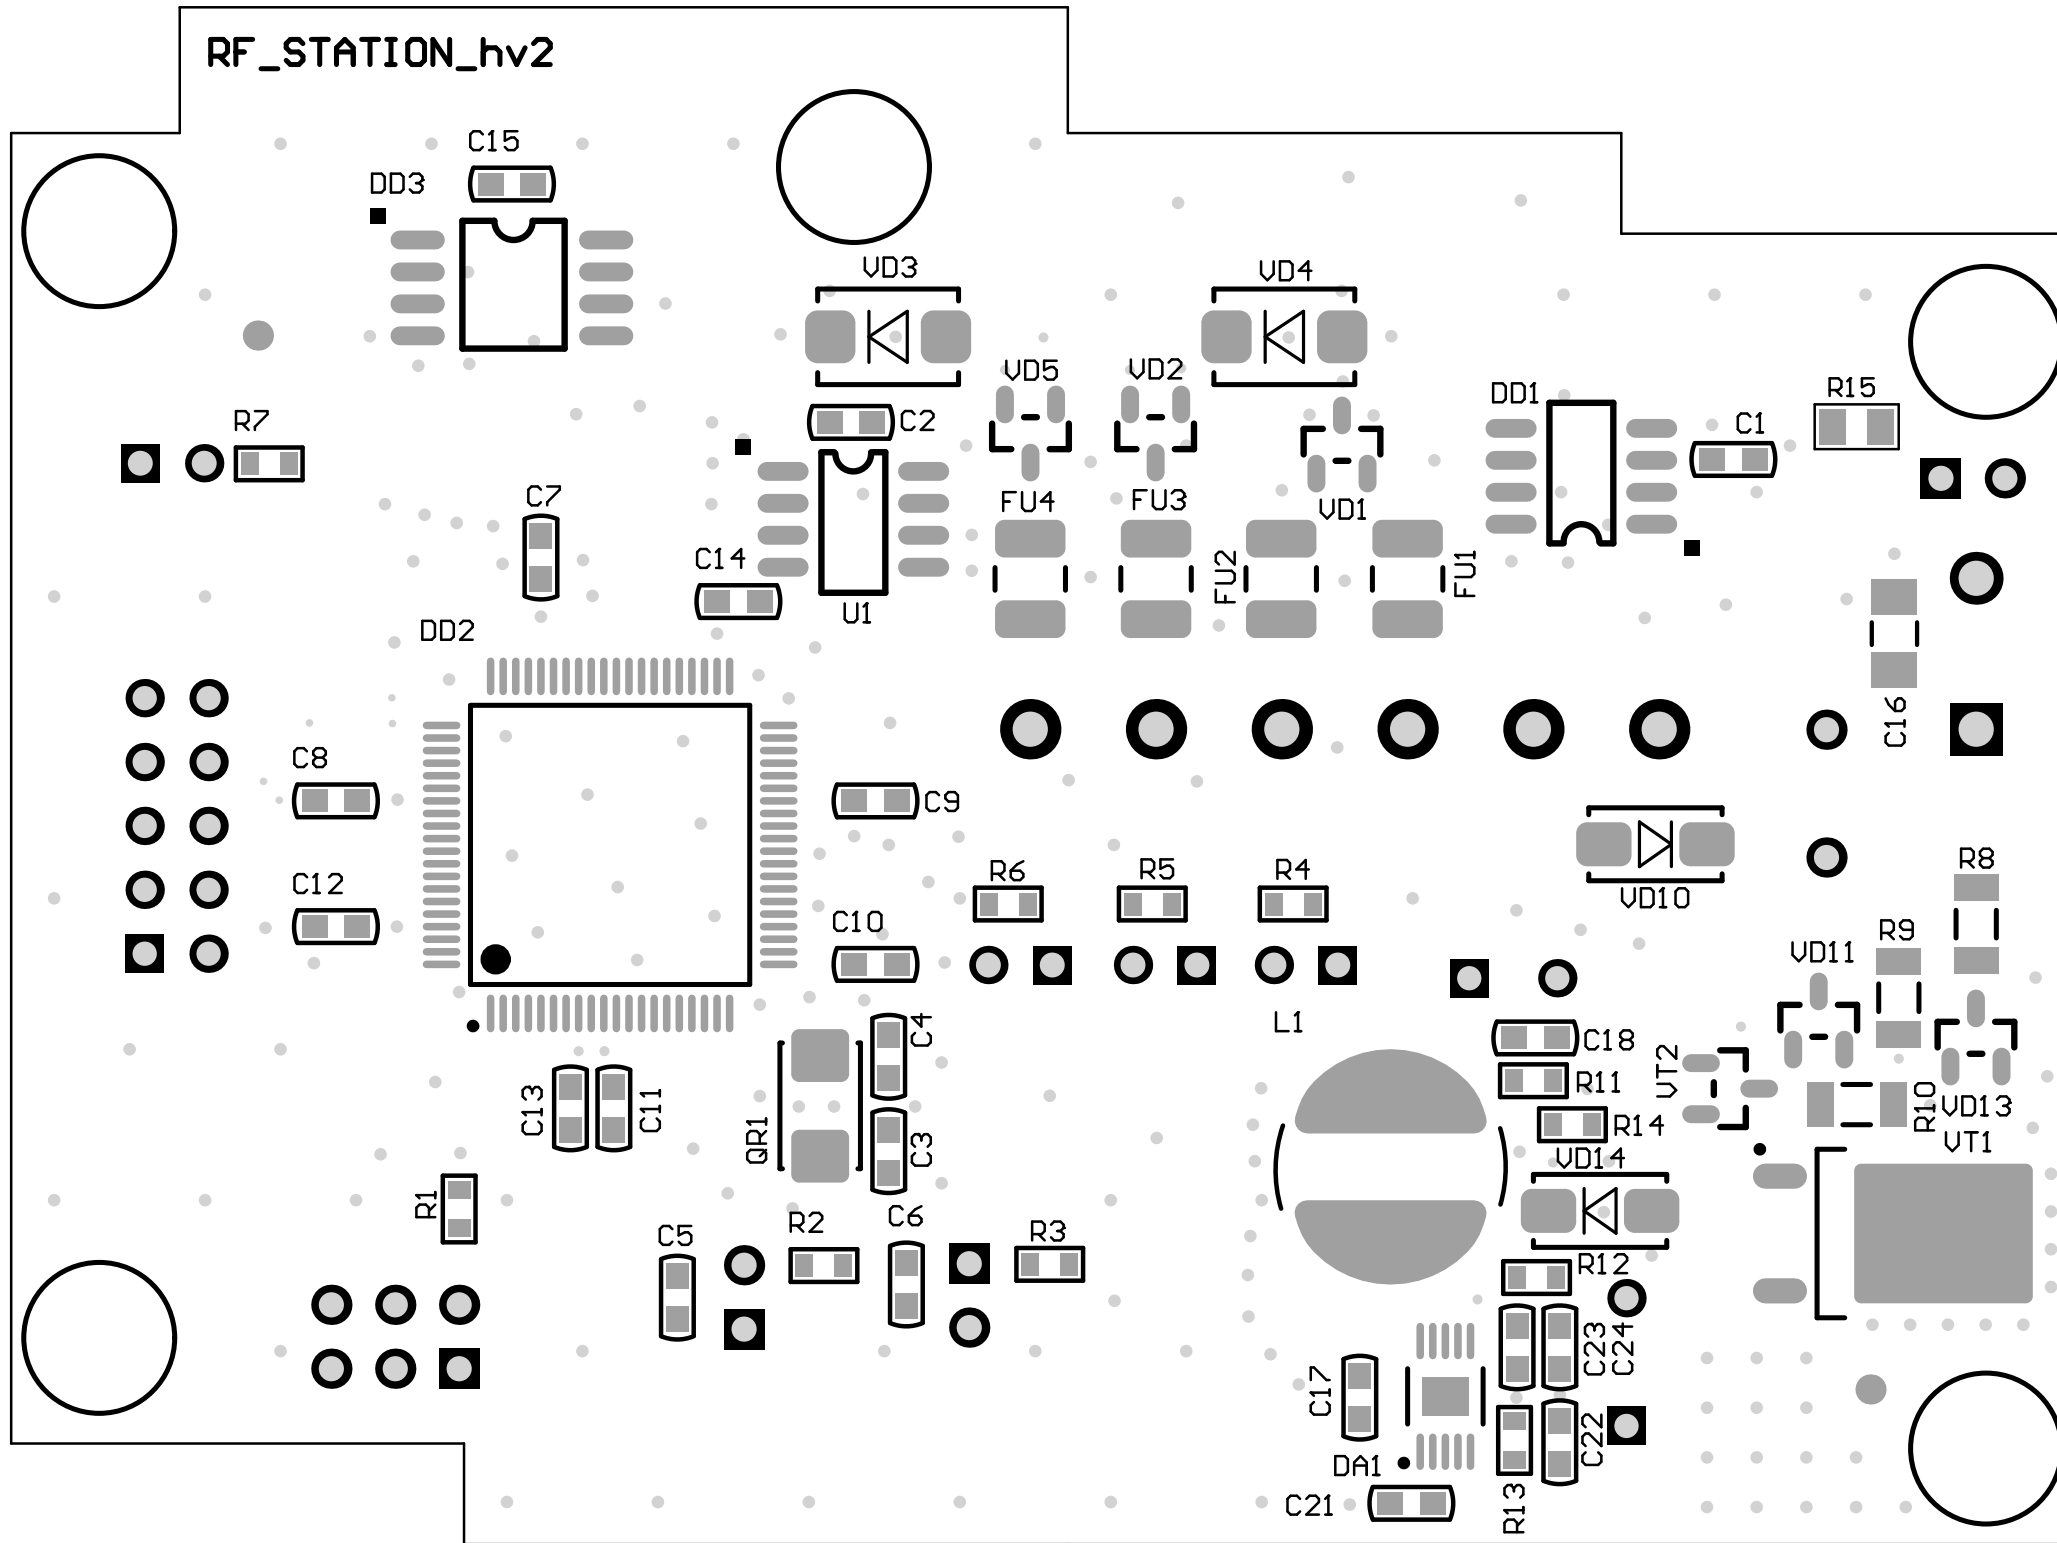 RF_STATION_hv2
C15
DD3
VD3
VD4
VD5
VD2
DD1
R15
R7
C2
C1
C7
FU4
FU3
VD1
C14
FU2
FU1
U1
DD2
C16
C8
C9
R6
R5
R4
R8
C12
VD10
C10
R9
VD11
L1
C4
C18
VT2
R11
C13
C11
R10
VD13
QR1
C3
R14
VT1
VD14
R1
R2
C6
C5
R3
R12
C23
C24
C17
C22
DA1
C21
R13